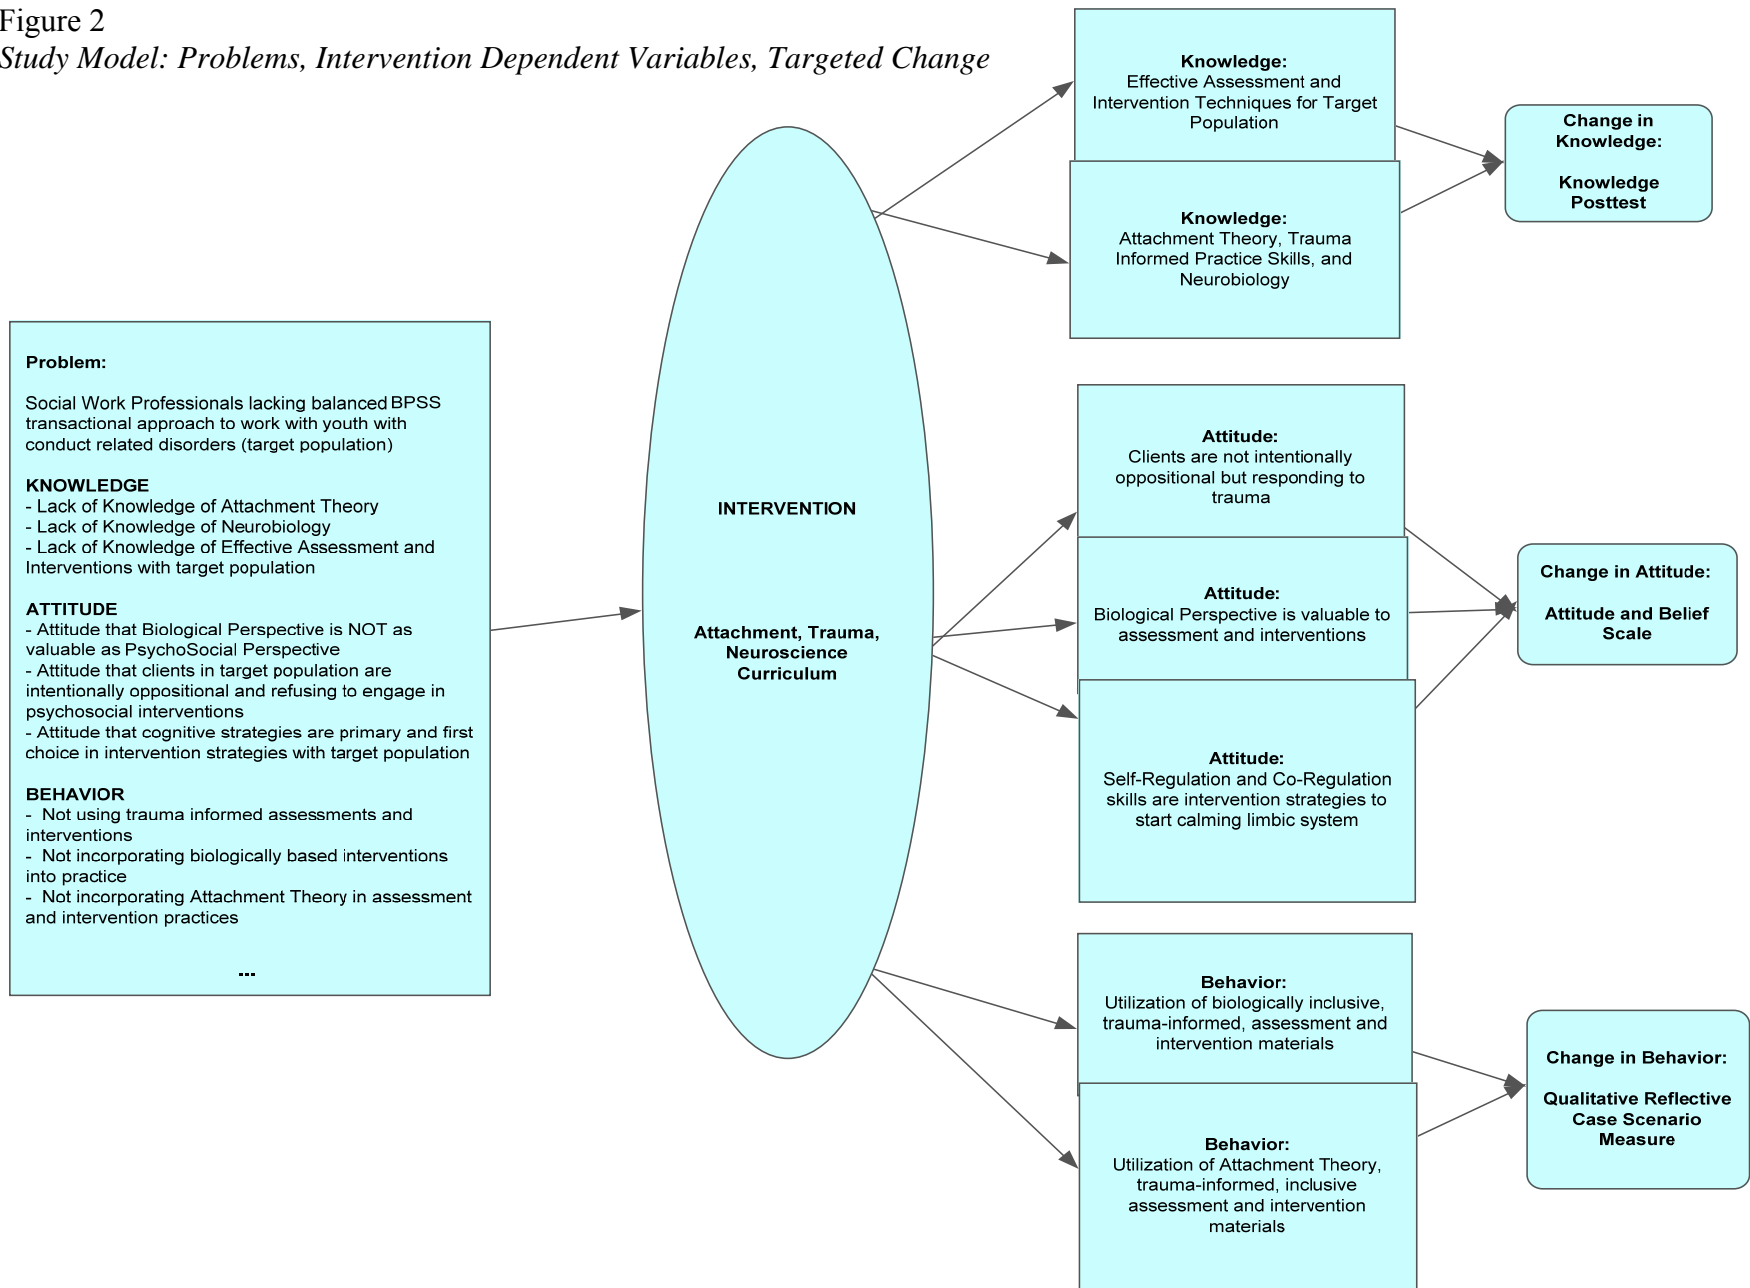 Figure 2
Study Model: Problems, Intervention Dependent Variables, Targeted Change
Problem:
Social Work Professionals lacking balanced BPSS
transactional approach to work with youth with
conduct related disorders (target population)
KNOWLEDGE
- Lack of Knowledge of Attachment Theory
- Lack of Knowledge of Neurobiology
- Lack of Knowledge of Effective Assessment and
Interventions with target population
ATTITUDE
- Attitude that Biological Perspective is NOT as
valuable as PsychoSocial Perspective
- Attitude that clients in target population are
intentionally oppositional and refusing to engage in
psychosocial interventions
- Attitude that cognitive strategies are primary and first
choice in intervention strategies with target population
BEHAVIOR
- Not using trauma informed assessments and
interventions
- Not incorporating biologically based interventions
into practice
- Not incorporating Attachment Theory in assessment
and intervention practices
...
INTERVENTION
Attachment, Trauma,
Neuroscience
Curriculum
Knowledge:
Effective Assessment and
Intervention Techniques for Target
Population
Knowledge:
Attachment Theory, Trauma
Informed Practice Skills, and
Neurobiology
Change in
Knowledge:
Knowledge
Posttest
Attitude:
Clients are not intentionally
oppositional but responding to
trauma
Attitude:
Biological Perspective is valuable to
assessment and interventions
Attitude:
Self-Regulation and Co-Regulation
skills are intervention strategies to
start calming limbic system
Change in Attitude:
Attitude and Belief
Scale
Behavior:
Utilization of biologically inclusive,
trauma-informed, assessment and
intervention materials
Behavior:
Utilization of Attachment Theory,
trauma-informed, inclusive
assessment and intervention
materials
Change in Behavior:
Qualitative Reflective
Case Scenario
Measure